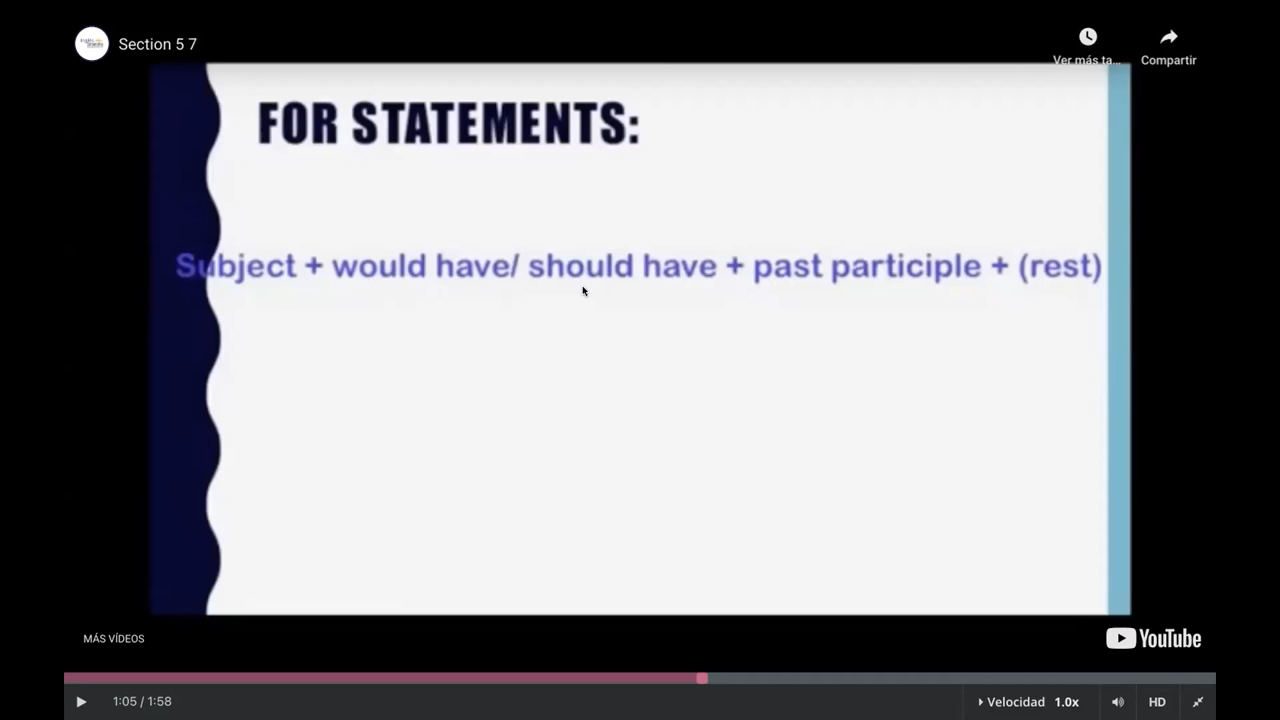 Section 5 7
Ver más ta...
Compartir
FOR STATEMENTS:
Subject + would have/ should have + past participle + (rest)
MÁS VÍDEOS
YouTube
1:05 / 1:58
Velocidad 1.0x
HD